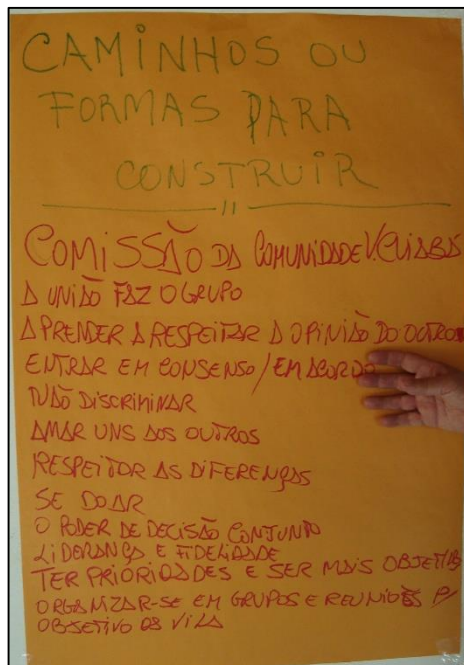 CAMINHOS OU
FORMAS PARA
CONSTRUIR
COMISSÃO DA COMUNIDADE V. CUIABÁ
A UNIÃO FAZ O GRUPO
APRENDER A RESPEITAR A OPINIÃO DO OUTRO
ENTRAR EM CONSENSO / EM ACORDO
NÃO DISCRIMINAR
AMAR UNS AOS OUTROS
RESPEITAR AS DIFERENÇAS
SE DOAR
O PODER DE DECISÃO CONJUNTO
LIDERANÇA E FIDELIDADE
TER PRIORIDADES E SER MAIS OBJETIVO
ORGANIZAR-SE EM GRUPOS E REUNIÕES P/
OBJETIVO DA VILA